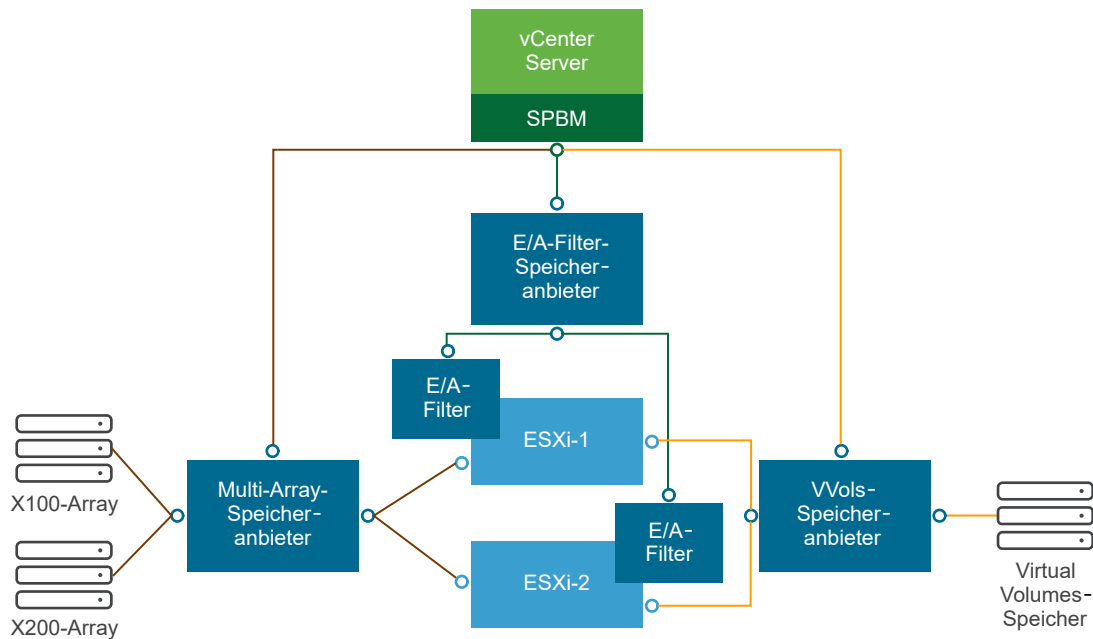 vCenter
Server
SPBM
E/A-Filter-
Speicher-
anbieter
E/A-
Filter
ESXi-1
X100-Array
Multi-Array-
Speicher-
anbieter
VVols-
Speicher-
anbieter
E/A-
Filter
ESXi-2
X200-Array
Virtual
Volumes-
Speicher